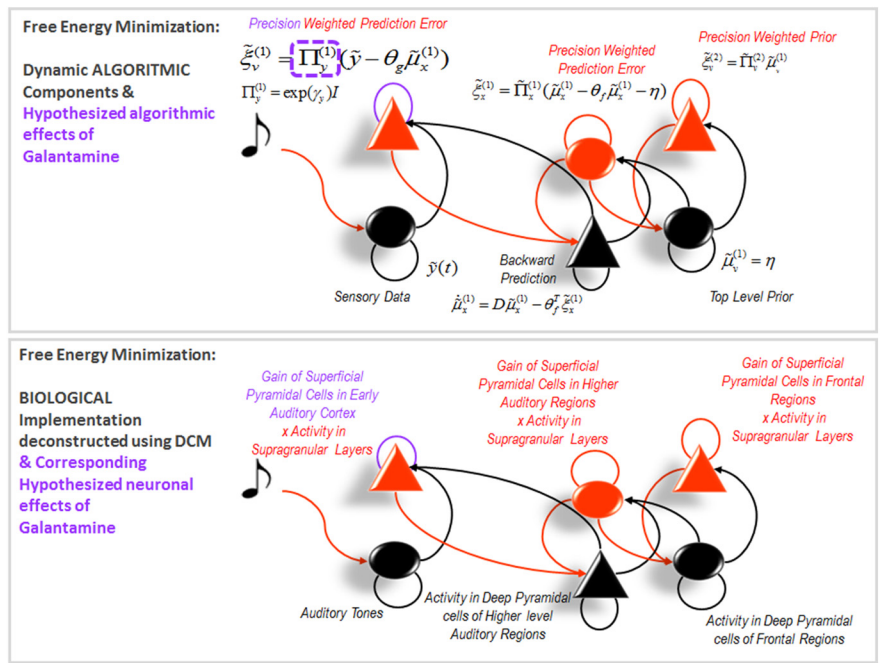 Free Energy Minimization:
Dynamic ALGORITMIC
Components &
Hypothesized algorithmic
effects of
Galantamine
Precision Weighted Prediction Error
ξ̃ᵥ⁽¹⁾ = Π̃ᵧ⁽¹⁾(ỹ − θ_g μ̃ₓ⁽¹⁾)
Πᵧ⁽¹⁾ = exp(γᵧ)I
Precision Weighted
Prediction Error
ξ̃ₓ⁽¹⁾ = Π̃ₓ⁽¹⁾(μ̃ₓ⁽¹⁾ − θ_f μ̃ₓ⁽¹⁾ − η)
Precision Weighted Prior
ξ̃ᵥ⁽²⁾ = Π̃ᵥ⁽²⁾ μ̃ᵥ⁽¹⁾
ỹ(t)
Sensory Data
Backward
Prediction
μ̃̇ₓ⁽¹⁾ = Dμ̃ₓ⁽¹⁾ − θ_fᵀ ξ̃ₓ⁽¹⁾
μ̃ᵥ⁽¹⁾ = η
Top Level Prior
Free Energy Minimization:
BIOLOGICAL
Implementation
deconstructed using DCM
& Corresponding
Hypothesized neuronal
effects of
Galantamine
Gain of Superficial
Pyramidal Cells in Early
Auditory Cortex
x Activity in
Supragranular Layers
Gain of Superficial
Pyramidal Cells in Higher
Auditory Regions
x Activity in
Supragranular Layers
Gain of Superficial
Pyramidal Cells in Frontal
Regions
x Activity in
Supragranular Layers
Auditory Tones
Activity in Deep Pyramidal
cells of Higher level
Auditory Regions
Activity in Deep Pyramidal
cells of Frontal Regions